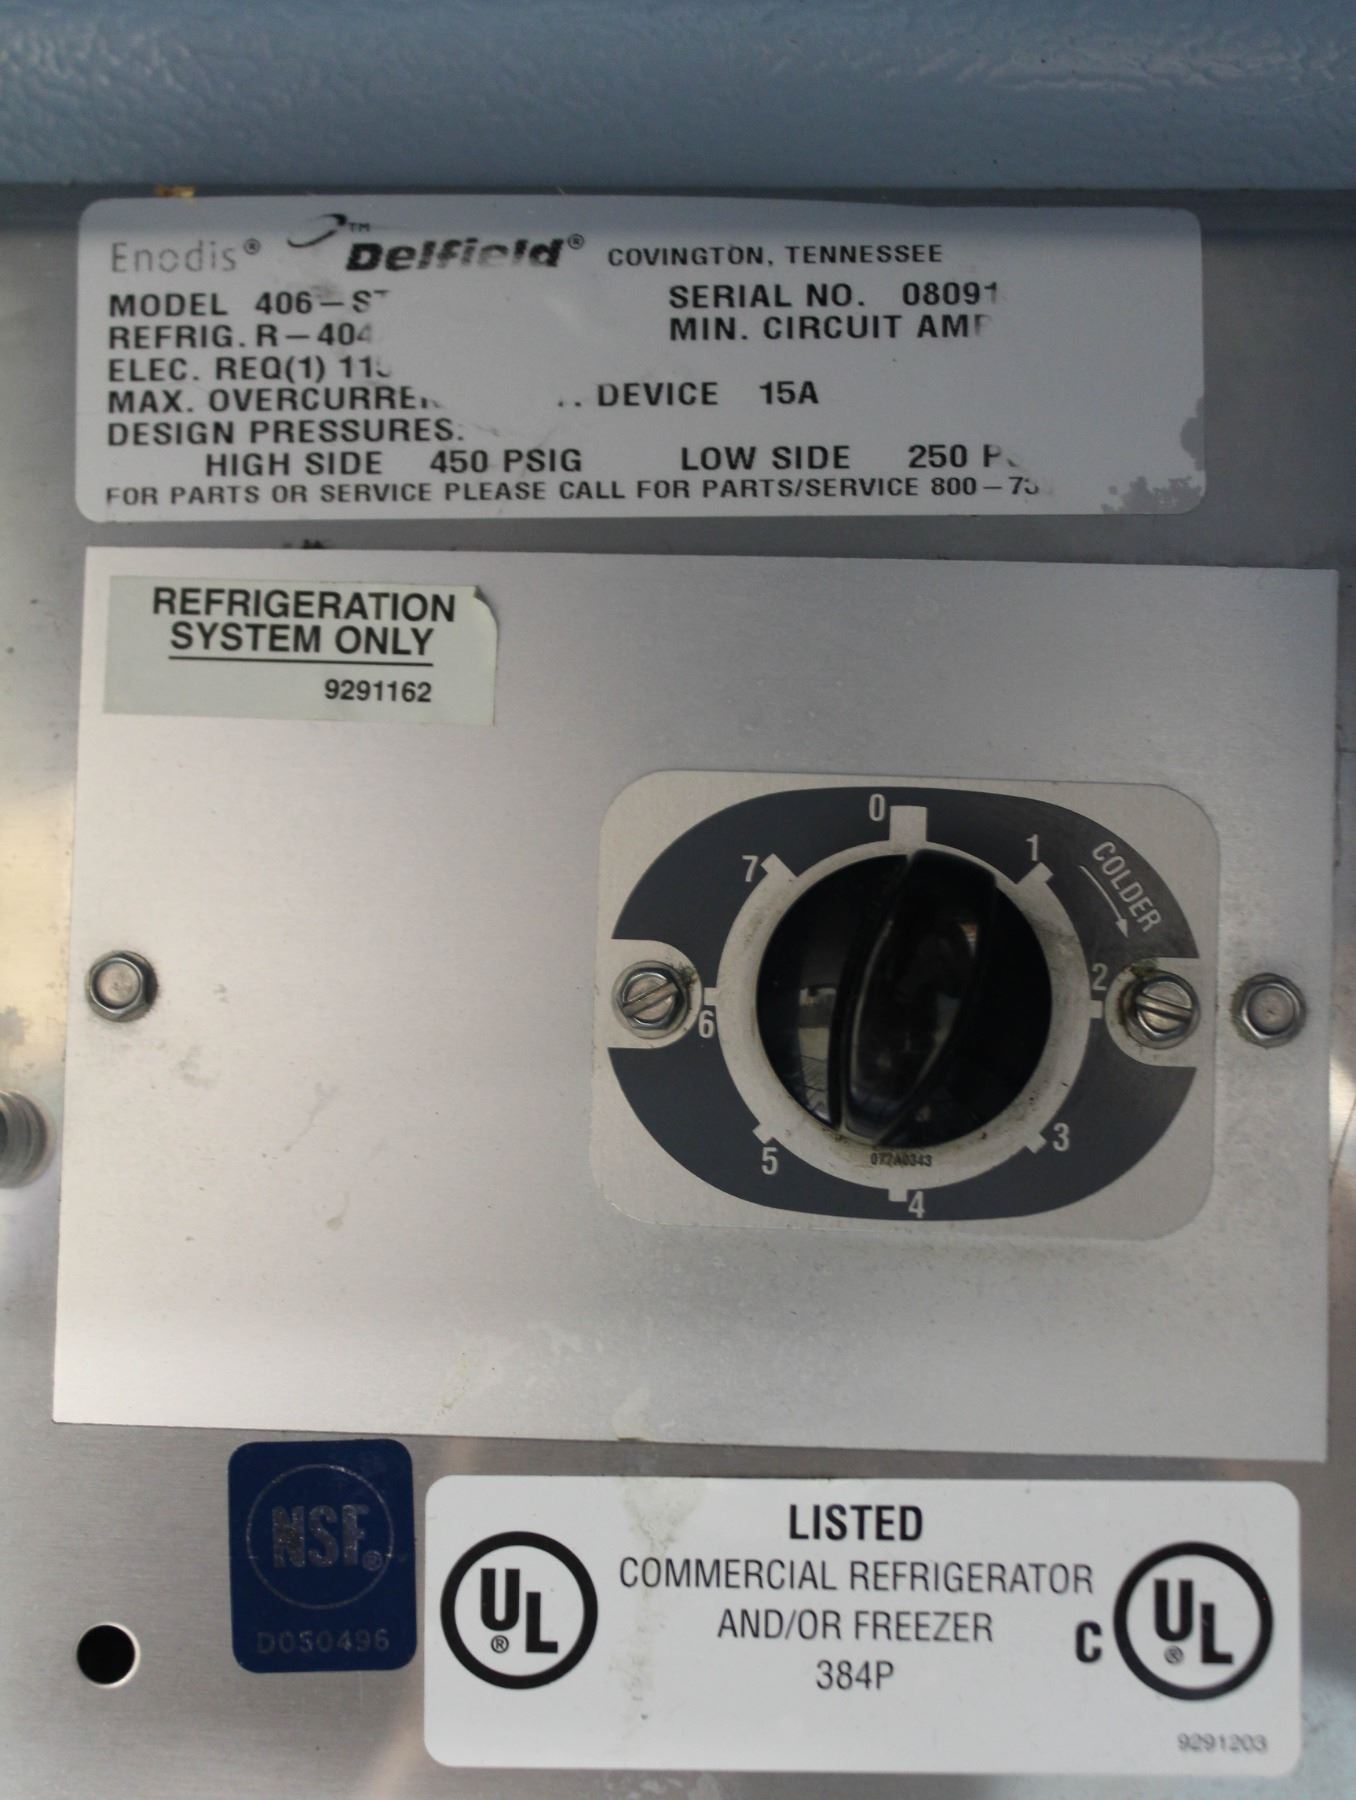 Enodis® Delfield® COVINGTON, TENNESSEE
MODEL 406-S SERIAL NO. 08091
REFRIG. R-404 MIN. CIRCUIT
ELEC. REQ(1)
MAX. DEVICE 15A
DESIGN PRESSURES:
HIGH SIDE 450 PSIG LOW SIDE 250
FOR PARTS OR SERVICE PLEASE CALL FOR PARTS/SERVICE 800-
REFRIGERATION
SYSTEM ONLY
9291162
0
7
1
COLDER
2
6
3
5
072A0343
4
NSF®
LISTED
COMMERCIAL REFRIGERATOR
AND/OR FREEZER
384P
UL®
C UL®
9291203